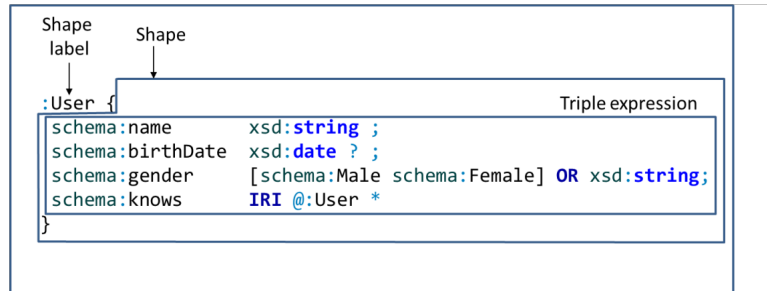 Shape
label
Shape
:User {
Triple expression
schema:name xsd:string ;
schema:birthDate xsd:date ? ;
schema:gender [schema:Male schema:Female] OR xsd:string;
schema:knows IRI @:User *
}